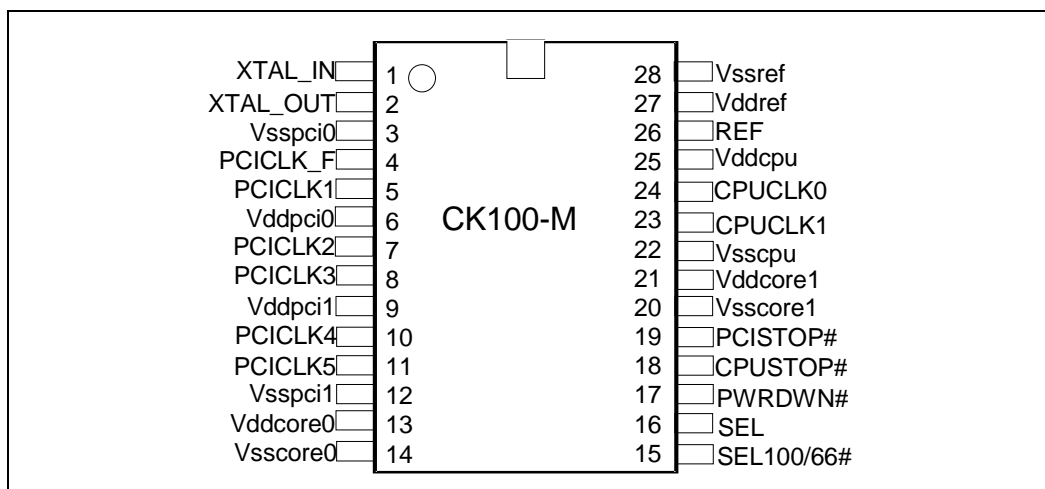 XTAL_IN 1 28 Vssref
XTAL_OUT 2 27 Vddref
Vsspci0 3 26 REF
PCICLK_F 4 25 Vddcpu
PCICLK1 5 24 CPUCLK0
Vddpci0 6 CK100-M 23 CPUCLK1
PCICLK2 7 22 Vsscpu
PCICLK3 8 21 Vddcore1
Vddpci1 9 20 Vsscore1
PCICLK4 10 19 PCISTOP#
PCICLK5 11 18 CPUSTOP#
Vsspci1 12 17 PWRDWN#
Vddcore0 13 16 SEL
Vsscore0 14 15 SEL100/66#